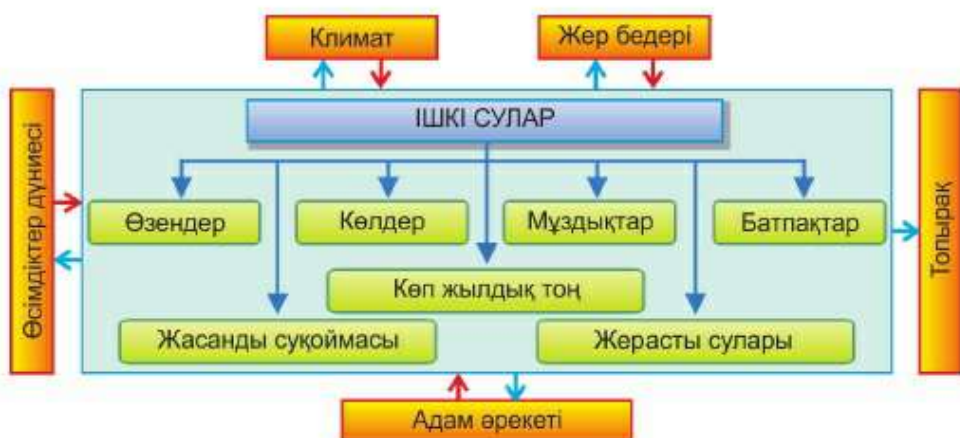 Климат
Жер бедері
Өсімдіктер дүниесі
ІШКІ СУЛАР
Өзендер
Көлдер
Мұздықтар
Батпақтар
Көп жылдық тоң
Жасанды суқоймасы
Жерасты сулары
Топырақ
Адам әрекеті